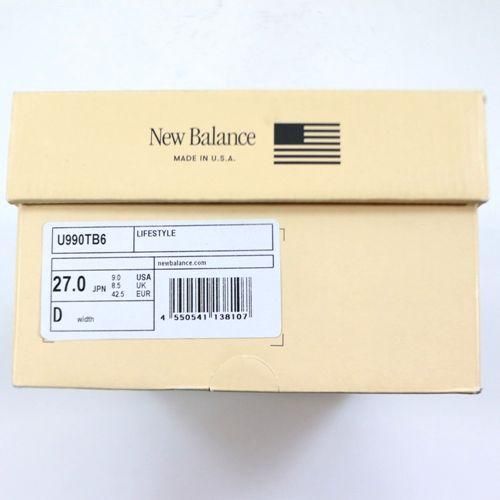 New Balance
MADE IN U.S.A.
U990TB6 LIFESTYLE
newbalance.com
27.0 JPN 9.0 USA
8.5 UK
42.5 EUR
D width
4 550541 138107